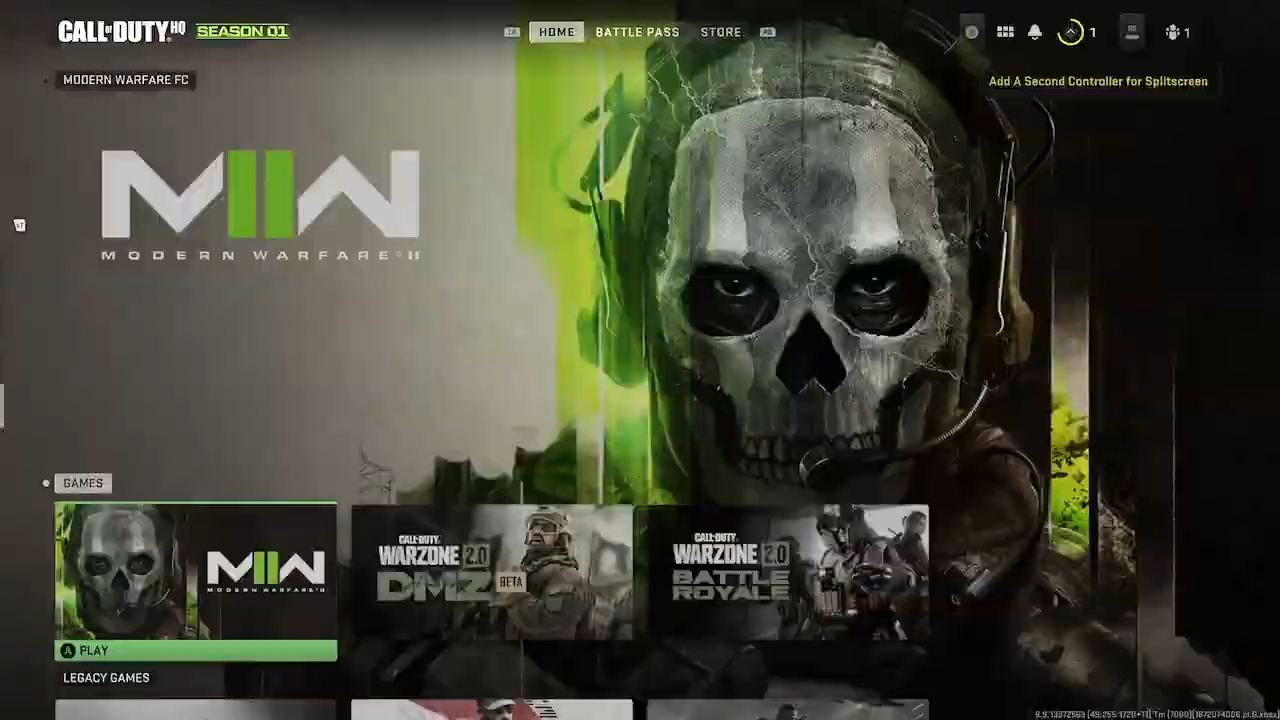 CALL OF DUTY HQ SEASON 01
HOME BATTLE PASS STORE
1 1
MODERN WARFARE FC
Add A Second Controller for Splitscreen
MIIW
MODERN WARFARE II
GAMES
MIIW
MODERN WARFARE II
A PLAY
CALL OF DUTY
WARZONE 2.0
DMZ BETA
CALL OF DUTY
WARZONE 2.0
BATTLE
ROYALE
LEGACY GAMES